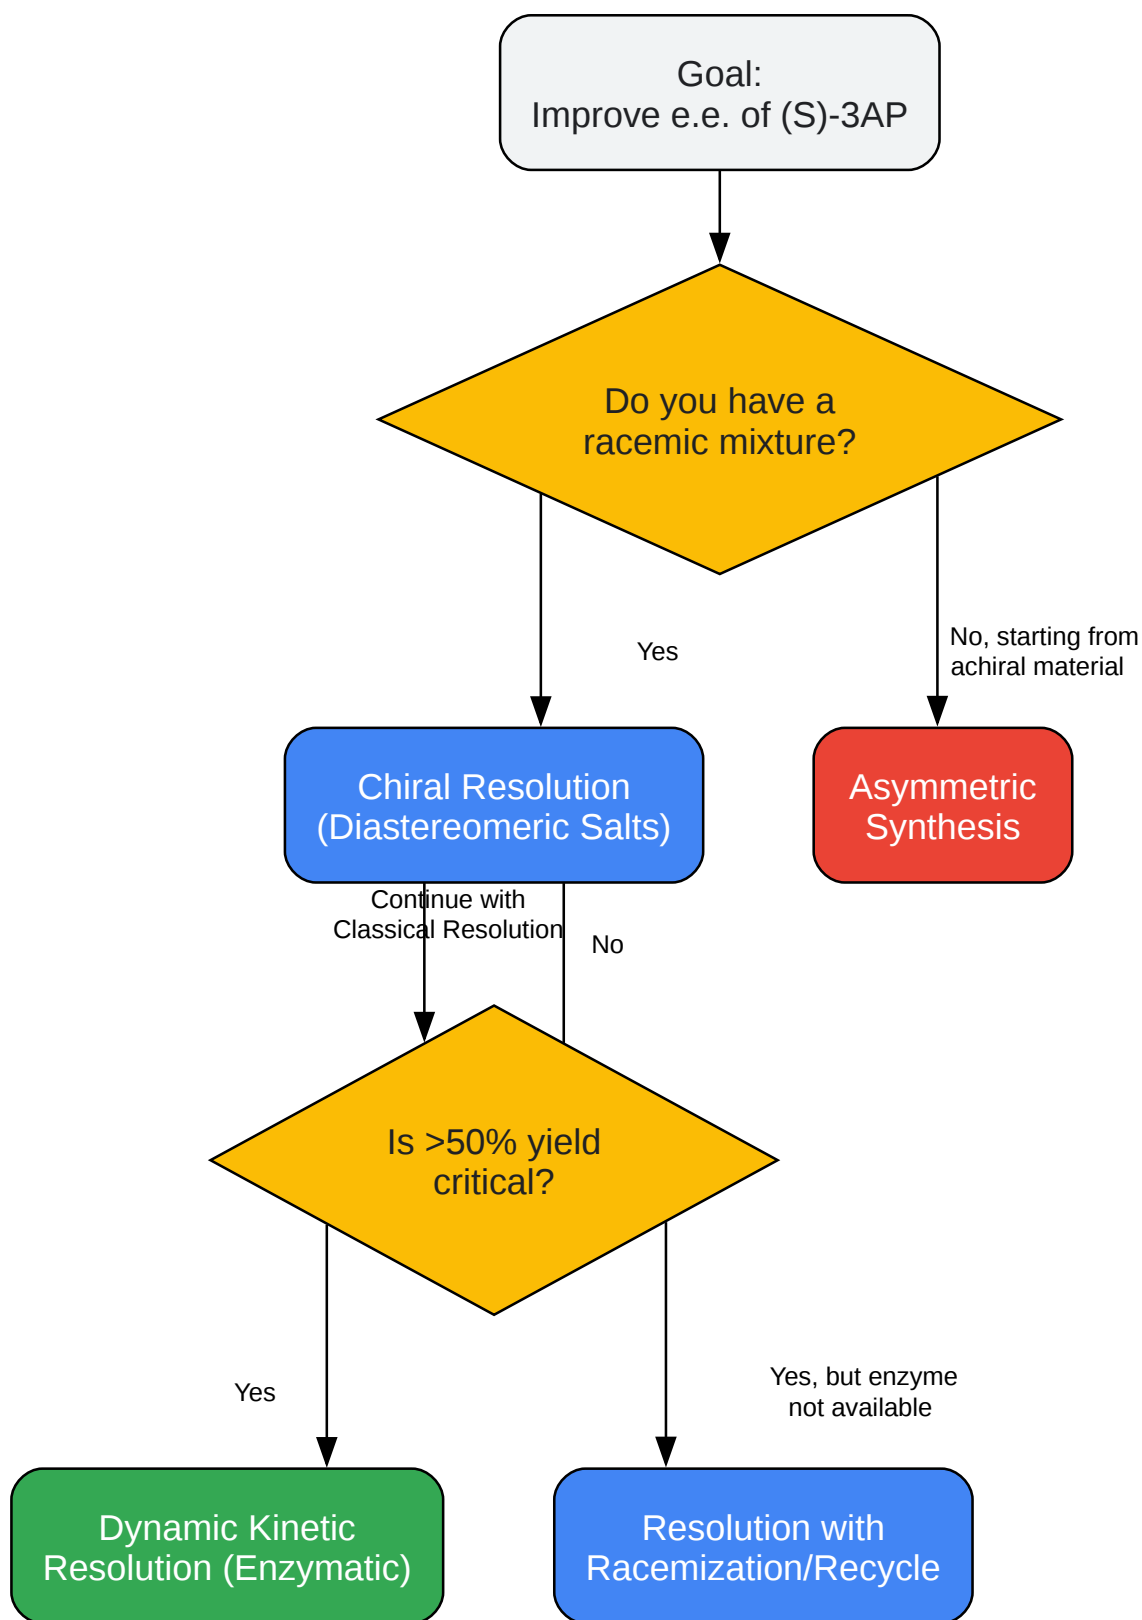 Goal:
Improve e.e. of (S)-3AP
Do you have a
racemic mixture?
Yes
No, starting from
achiral material
Chiral Resolution
(Diastereomeric Salts)
Asymmetric
Synthesis
Continue with
Classical Resolution
No
Is >50% yield
critical?
Yes
Yes, but enzyme
not available
Dynamic Kinetic
Resolution (Enzymatic)
Resolution with
Racemization/Recycle